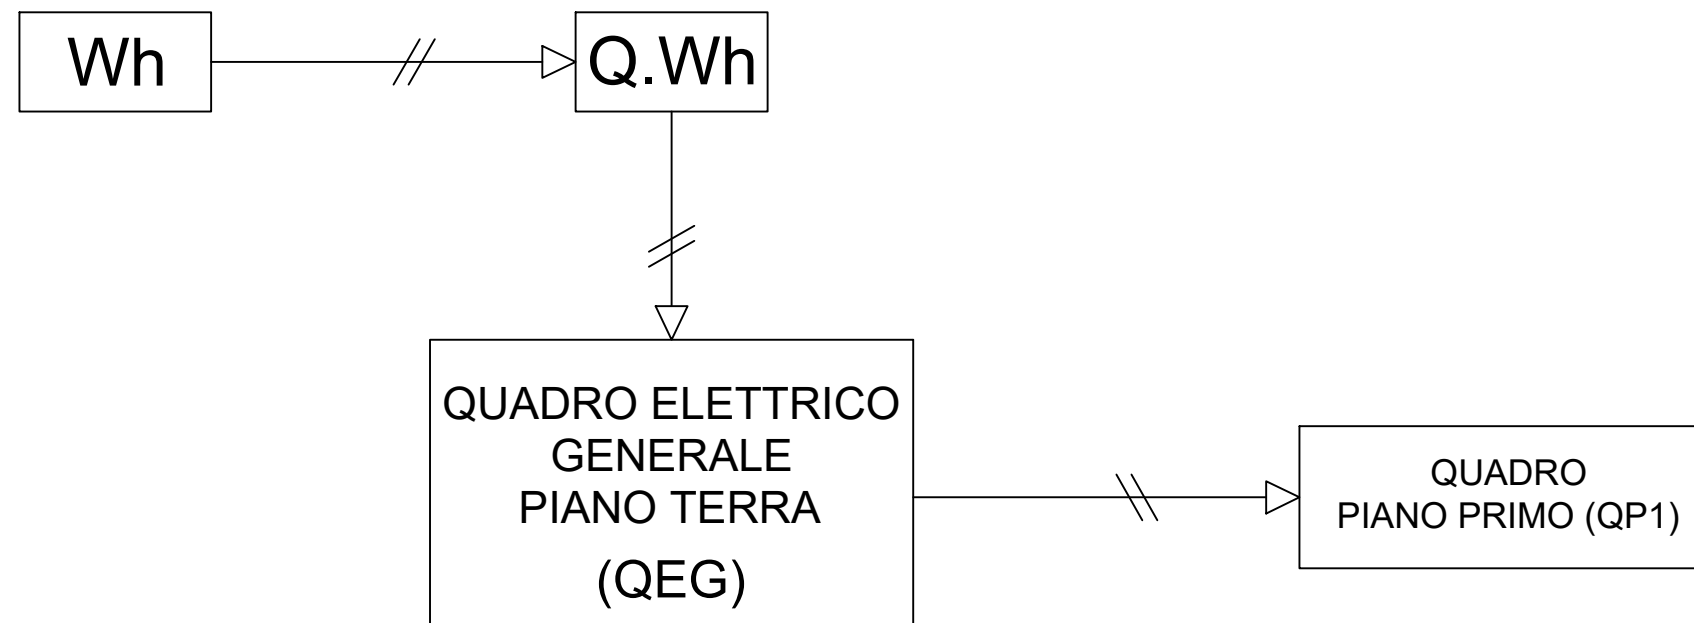 Wh
Q.Wh
QUADRO ELETTRICO
GENERALE
PIANO TERRA
(QEG)
QUADRO
PIANO PRIMO (QP1)